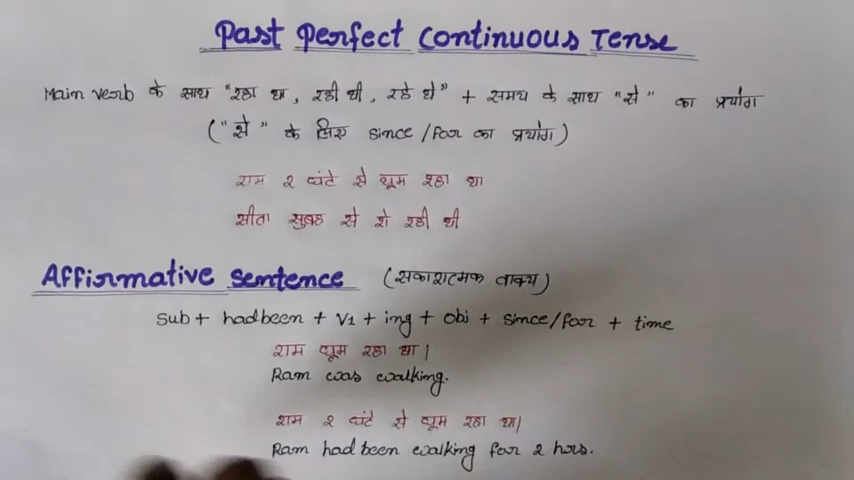 Past Perfect Continuous Tense
Main verb के साथ "रहा था, रही थी, रहे थे" + समय के साथ "से" का प्रयोग
("से" के लिए since/for का प्रयोग)
राम २ घंटे से घूम रहा था
सीता सुबह से रो रही थी
Affirmative Sentence (सकारात्मक वाक्य)
Sub + had been + V1 + ing + obj + since/for + time
राम घूम रहा था।
Ram was walking.
राम २ घंटे से घूम रहा था।
Ram had been walking for 2 hrs.